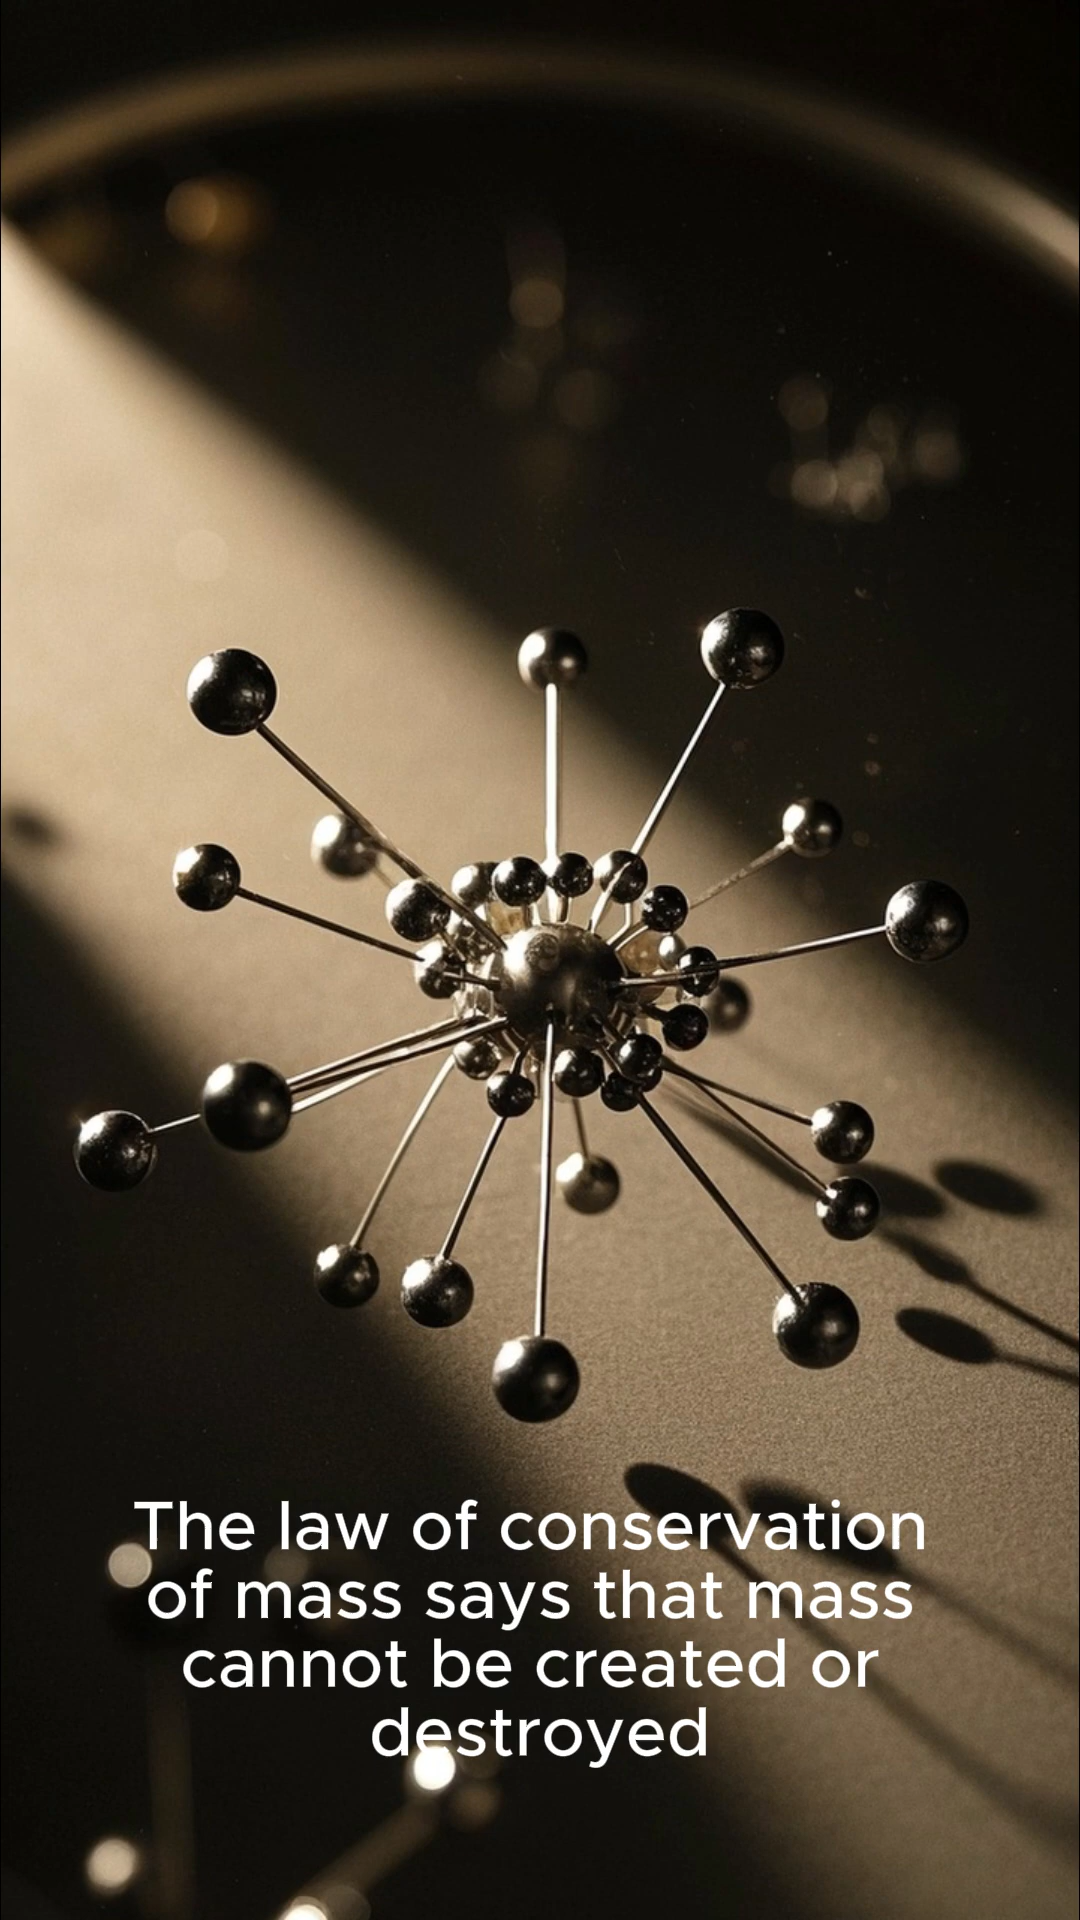 The law of conservation
of mass says that mass
cannot be created or
destroyed